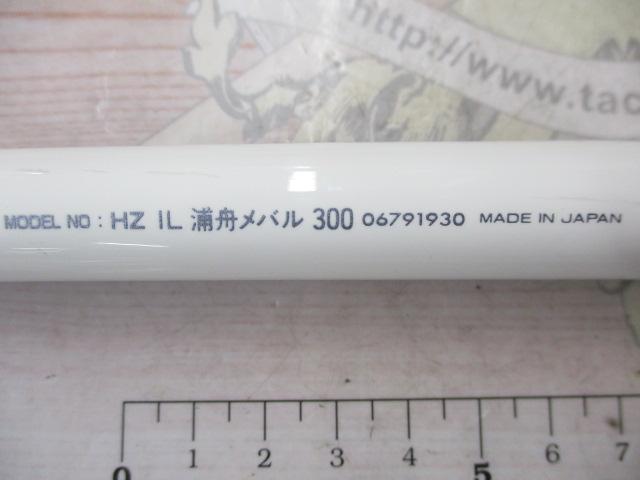 http://www.tac
MODEL NO : HZ IL 浦舟メバル 300 06791930 MADE IN JAPAN
0 1 2 3 4 5 6 7